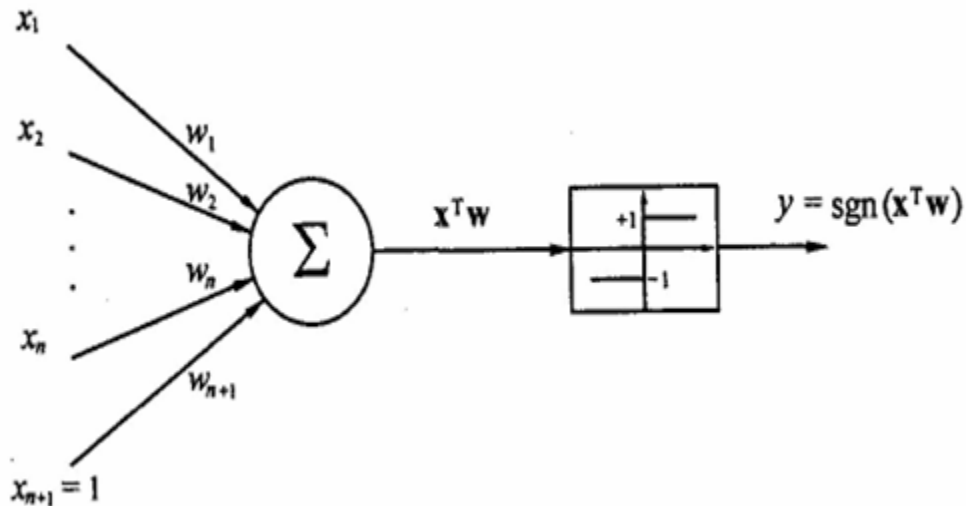 x₁
w₁
x₂
w₂
Σ
xᵀw
+1
−1
y = sgn(xᵀw)
wₙ
xₙ
wₙ₊₁
xₙ₊₁ = 1